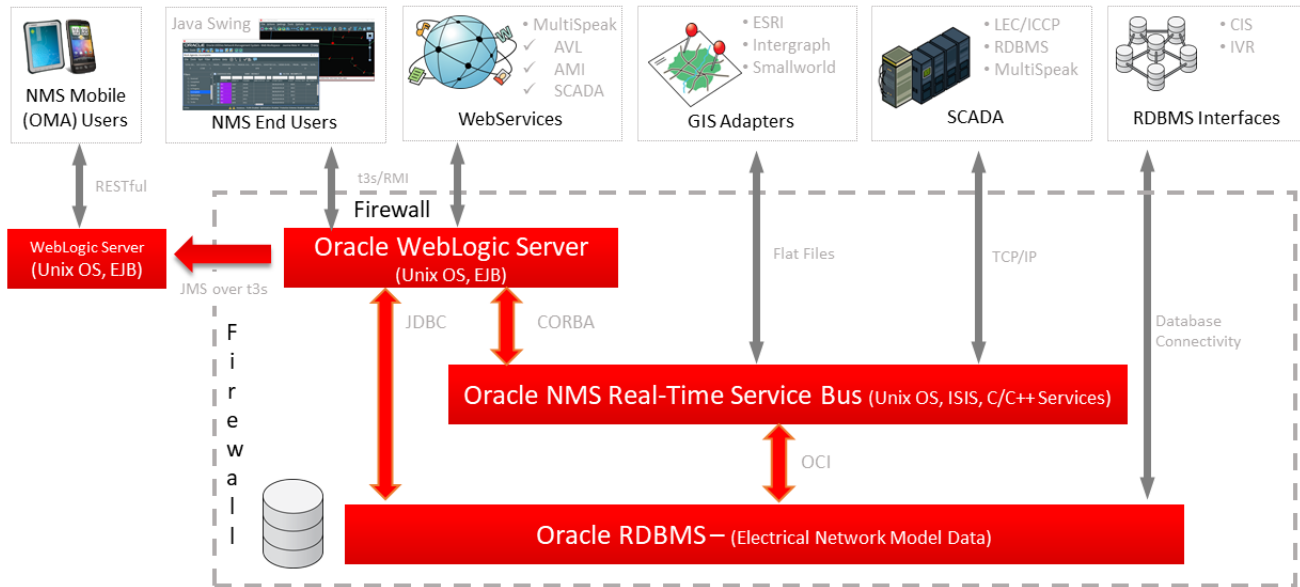 Java Swing
ORACLE
NMS Mobile
(OMA) Users
NMS End Users
MultiSpeak
✓ AVL
✓ AMI
✓ SCADA
WebServices
• ESRI
• Intergraph
• Smallworld
GIS Adapters
• LEC/ICCP
• RDBMS
• MultiSpeak
SCADA
• CIS
• IVR
RDBMS Interfaces
RESTful
t3s/RMI
Firewall
WebLogic Server
(Unix OS, EJB)
Oracle WebLogic Server
(Unix OS, EJB)
JMS over t3s
Flat Files
TCP/IP
Database
Connectivity
JDBC
CORBA
Firewall
Oracle NMS Real-Time Service Bus (Unix OS, ISIS, C/C++ Services)
OCI
Oracle RDBMS – (Electrical Network Model Data)